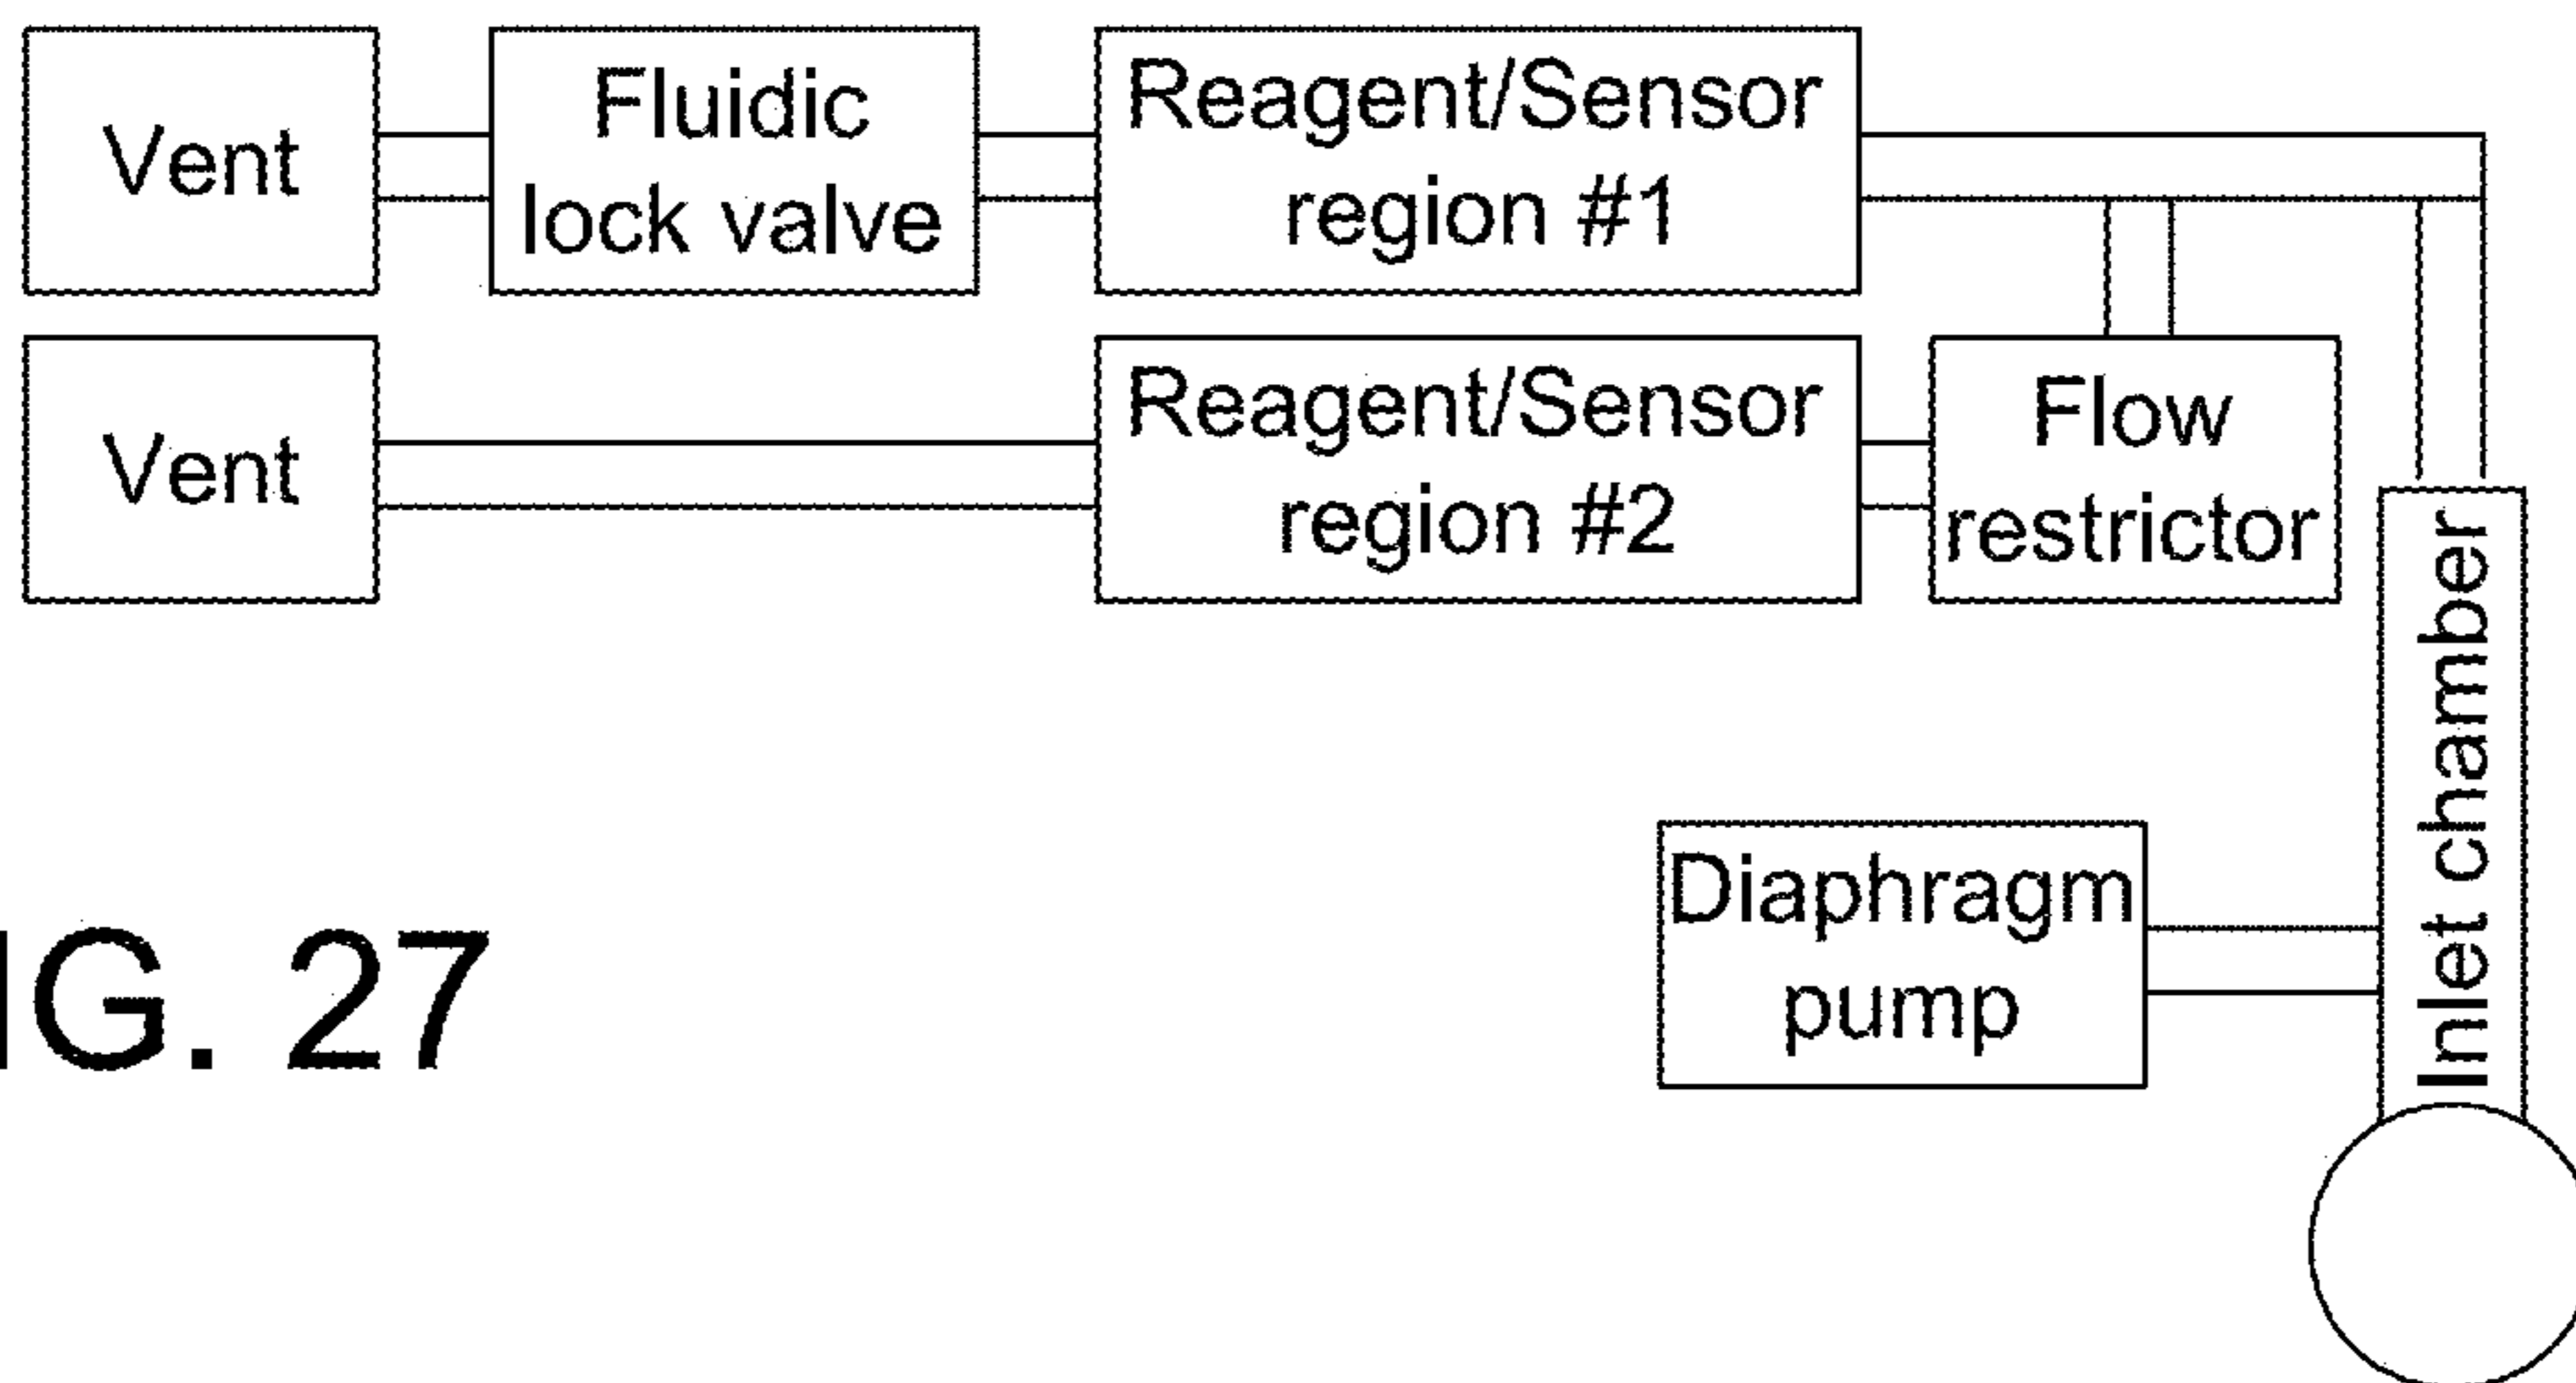 Vent
Fluidic
lock valve
Reagent/Sensor
region #1
Vent
Reagent/Sensor
region #2
Flow
restrictor
Inlet chamber
Diaphragm
pump
IG. 27